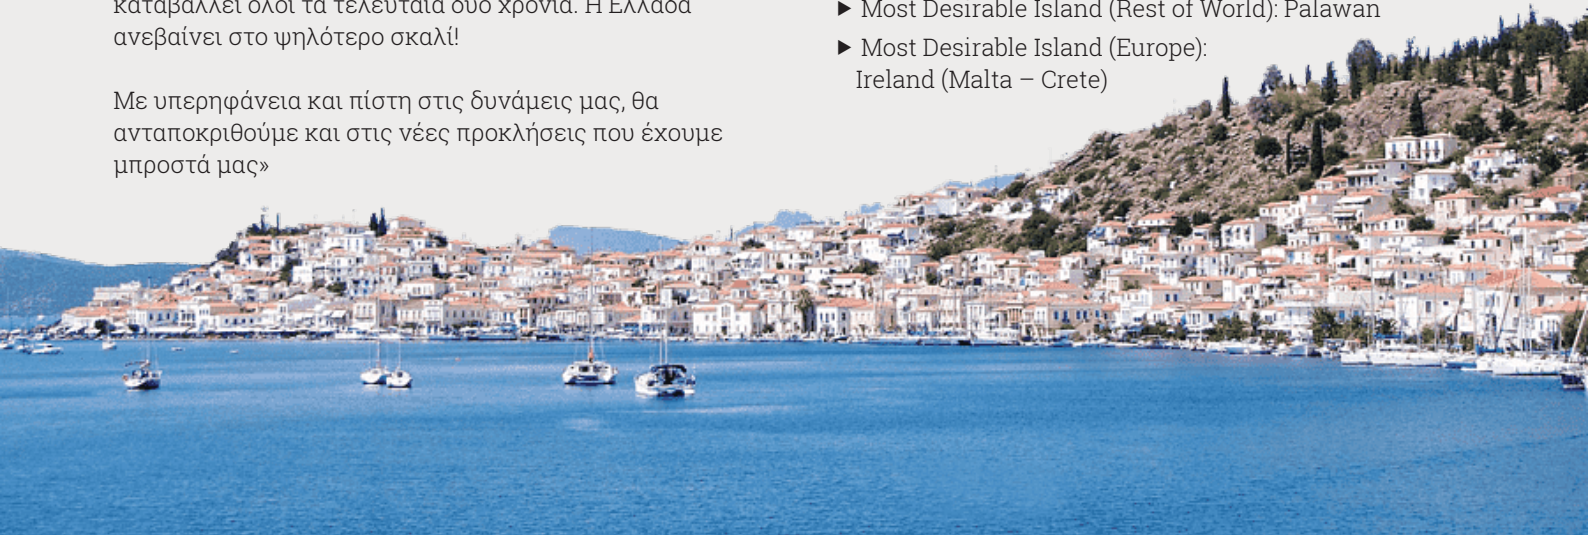 καταβάλλει όλοι τα τελευταία δύο χρόνια. Η Ελλάδα
ανεβαίνει στο ψηλότερο σκαλί!
Με υπερηφάνεια και πίστη στις δυνάμεις μας, θα
ανταποκριθούμε και στις νέες προκλήσεις που έχουμε
μπροστά μας»
▶ Most Desirable Island (Rest of World): Palawan
▶ Most Desirable Island (Europe):
Ireland (Malta – Crete)